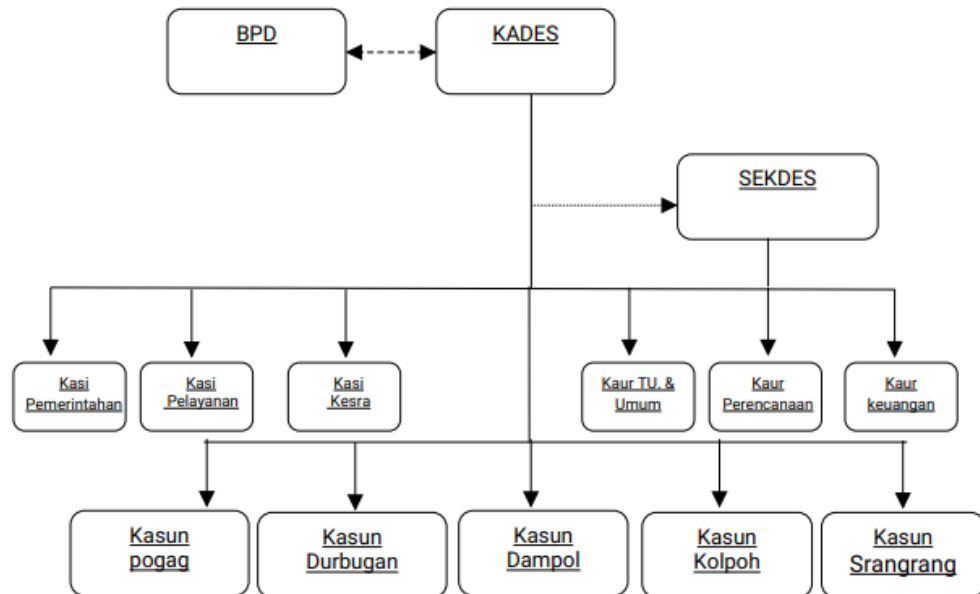 BPD
KADES
SEKDES
Kasi
Pemerintahan
Kasi
Pelayanan
Kasi
Kesra
Kaur TU. &
Umum
Kaur
Perencanaan
Kaur
keuangan
Kasun
pogag
Kasun
Durbugan
Kasun
Dampol
Kasun
Kolpoh
Kasun
Srangrang